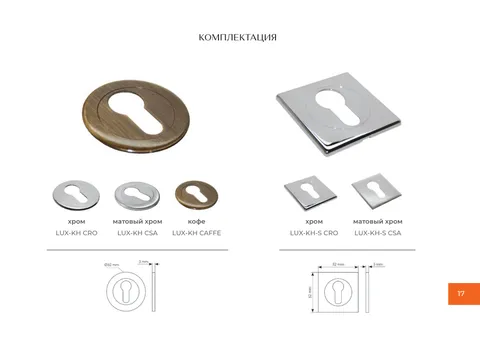 КОМПЛЕКТАЦИЯ
хром матовый хром кофе хром матовый хром
LUX-KH CRO LUX-KH CSA LUX-KH CAFFE LUX-KH-S CRO LUX-KH-S CSA
17